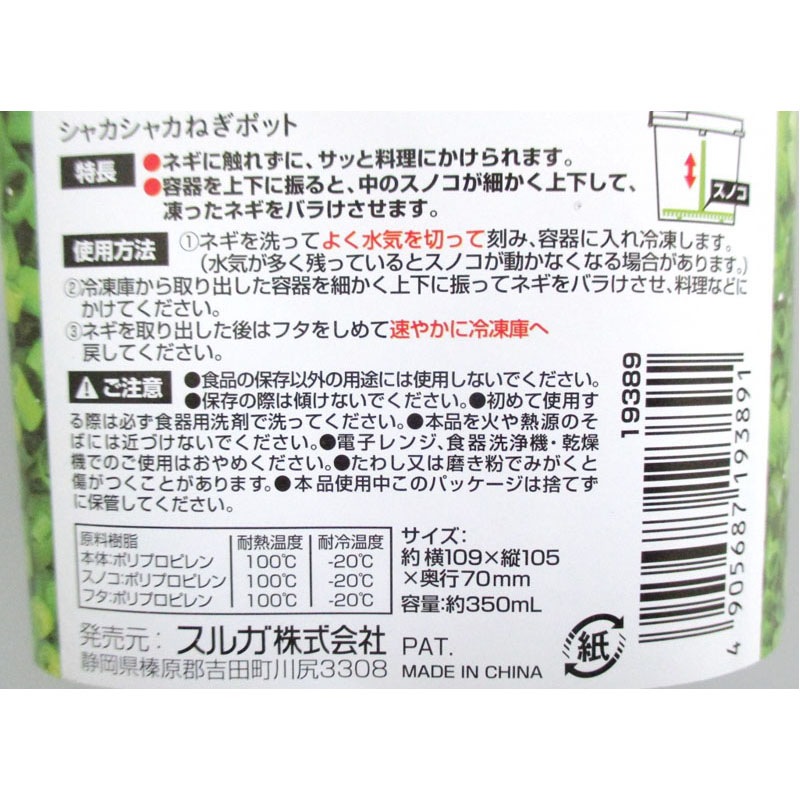 シャカシャカねぎポット
特長 ●ネギに触れずに、サッと料理にかけられます。
●容器を上下に振ると、中のスノコが細かく上下して、
凍ったネギをバラけさせます。
スノコ
使用方法 ①ネギを洗ってよく水気を切って刻み、容器に入れ冷凍します。
(水気が多く残っているとスノコが動かなくなる場合があります。)
②冷凍庫から取り出した容器を細かく上下に振ってネギをバラけさせ、料理などに
かけてください。
③ネギを取り出した後はフタをしめて速やかに冷凍庫へ
戻してください。
ご注意 ●食品の保存以外の用途には使用しないでください。
●保存の際は傾けないでください。●初めて使用す
る際は必ず食器用洗剤で洗ってください。●本品を火や熱源のそ
ばには近づけないでください。●電子レンジ、食器洗浄機・乾燥
機でのご使用はおやめください。●たわし又は磨き粉でみがくと
傷がつくことがあります。●本品使用中このパッケージは捨てず
に保管してください。
原料樹脂 耐熱温度 耐冷温度
本体:ポリプロピレン 100℃ -20℃
スノコ:ポリプロピレン 100℃ -20℃
フタ:ポリプロピレン 100℃ -20℃
サイズ:
約横109×縦105
×奥行70mm
容量:約350mL
発売元: スルガ株式会社 PAT.
静岡県榛原郡吉田町川尻3308 MADE IN CHINA
紙
19389
4 905687 193891